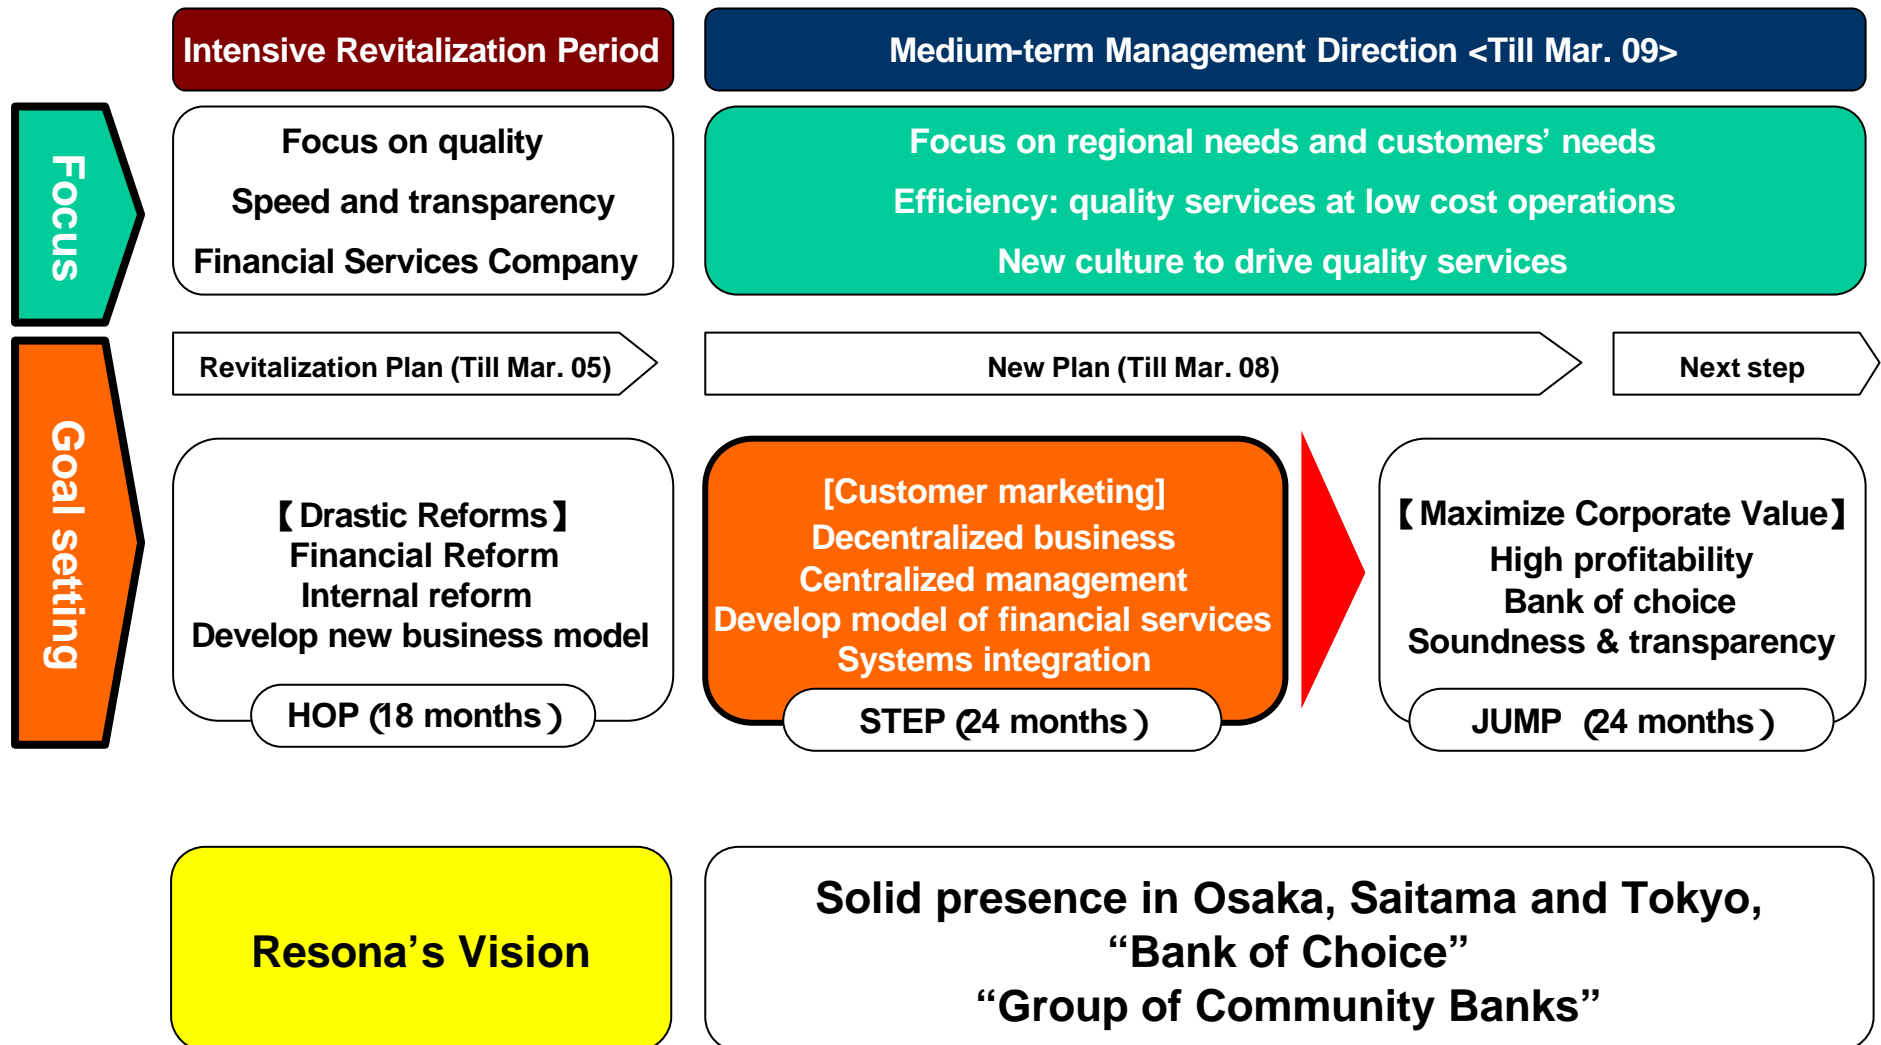 Intensive Revitalization Period
Medium-term Management Direction <Till Mar. 09>
Focus
Focus on quality
Speed and transparency
Financial Services Company
Focus on regional needs and customers’ needs
Efficiency: quality services at low cost operations
New culture to drive quality services
Goal setting
Revitalization Plan (Till Mar. 05)
New Plan (Till Mar. 08)
Next step
【Drastic Reforms】
Financial Reform
Internal reform
Develop new business model
HOP (18 months）
[Customer marketing]
Decentralized business
Centralized management
Develop model of financial services
Systems integration
STEP (24 months）
【Maximize Corporate Value】
High profitability
Bank of choice
Soundness & transparency
JUMP (24 months）
Resona’s Vision
Solid presence in Osaka, Saitama and Tokyo,
“Bank of Choice”
“Group of Community Banks”